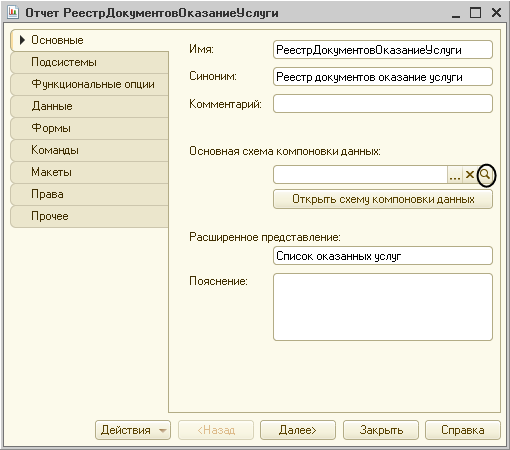 Отчет РеестрДокументовОказаниеУслуги
Основные
Подсистемы
Функциональные опции
Данные
Формы
Команды
Макеты
Права
Прочее
Имя: РеестрДокументовОказаниеУслуги
Синоним: Реестр документов оказание услуги
Комментарий:
Основная схема компоновки данных:
...
Открыть схему компоновки данных
Расширенное представление:
Список оказанных услуг
Пояснение:
Действия <Назад Далее> Закрыть Справка